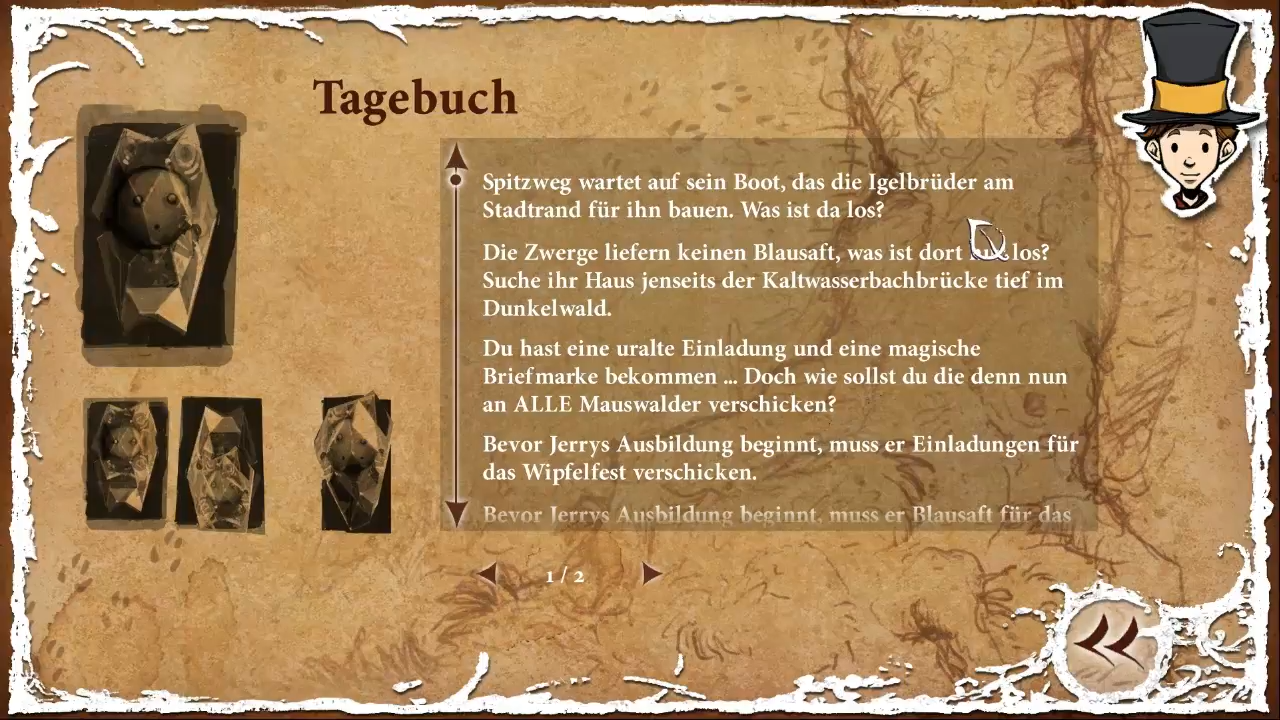 Tagebuch
Spitzweg wartet auf sein Boot, das die Igelbrüder am
Stadtrand für ihn bauen. Was ist da los?
Die Zwerge liefern keinen Blausaft, was ist dort los?
Suche ihr Haus jenseits der Kaltwasserbachbrücke tief im
Dunkelwald.
Du hast eine uralte Einladung und eine magische
Briefmarke bekommen ... Doch wie sollst du die denn nun
an ALLE Mauswalder verschicken?
Bevor Jerrys Ausbildung beginnt, muss er Einladungen für
das Wipfelfest verschicken.
Bevor Jerrys Ausbildung beginnt, muss er Blausaft für das
1 / 2